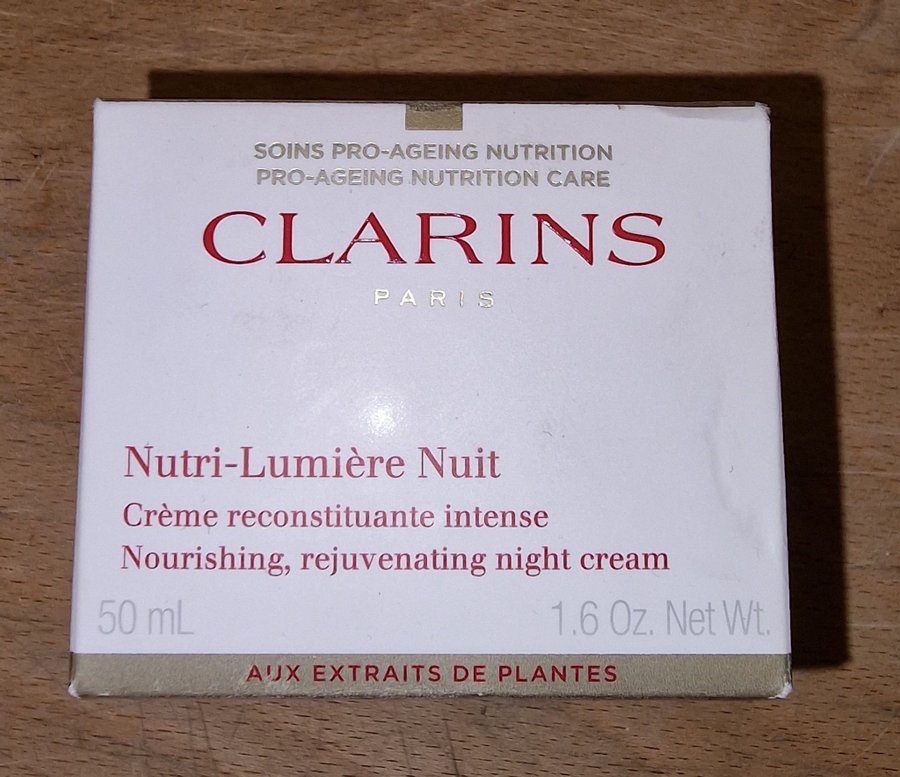 SOINS PRO-AGEING NUTRITION
PRO-AGEING NUTRITION CARE
CLARINS
PARIS
Nutri-Lumière Nuit
Crème reconstituante intense
Nourishing, rejuvenating night cream
50 mL 1.6 Oz. Net Wt.
AUX EXTRAITS DE PLANTES